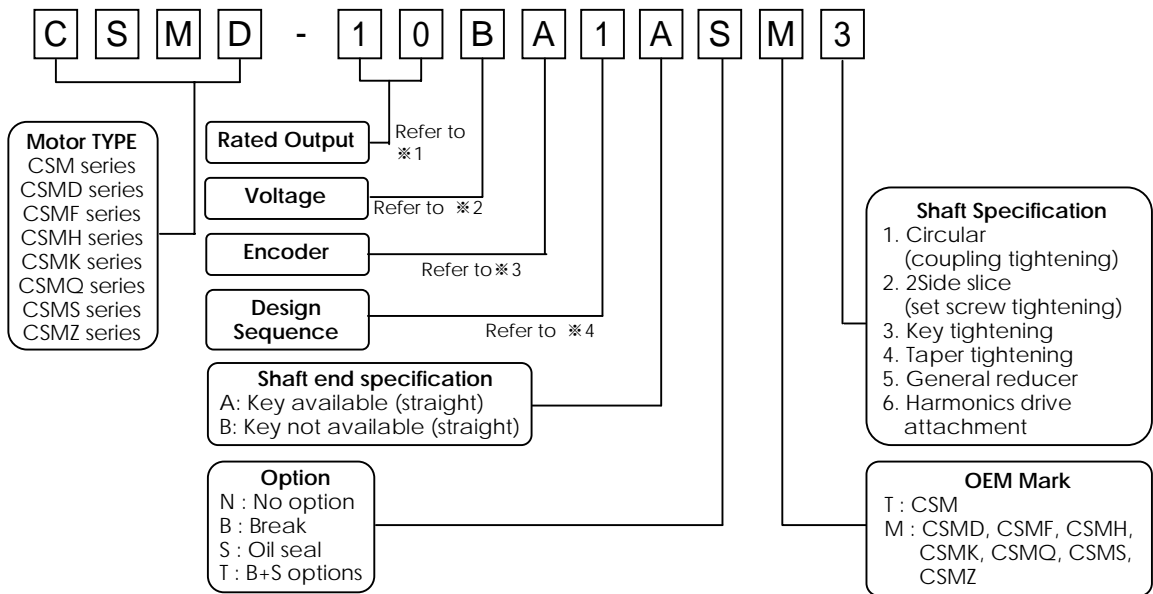 C S M D - 1 0 B A 1 A S M 3
Motor TYPE
CSM series
CSMD series
CSMF series
CSMH series
CSMK series
CSMQ series
CSMS series
CSMZ series
Rated Output
Refer to
※1
Voltage
Refer to ※2
Encoder
Refer to※3
Design
Sequence
Refer to ※4
Shaft end specification
A: Key available (straight)
B: Key not available (straight)
Option
N : No option
B : Break
S : Oil seal
T : B+S options
Shaft Specification
1. Circular
(coupling tightening)
2. 2Side slice
(set screw tightening)
3. Key tightening
4. Taper tightening
5. General reducer
6. Harmonics drive
attachment
OEM Mark
T : CSM
M : CSMD, CSMF, CSMH,
CSMK, CSMQ, CSMS,
CSMZ